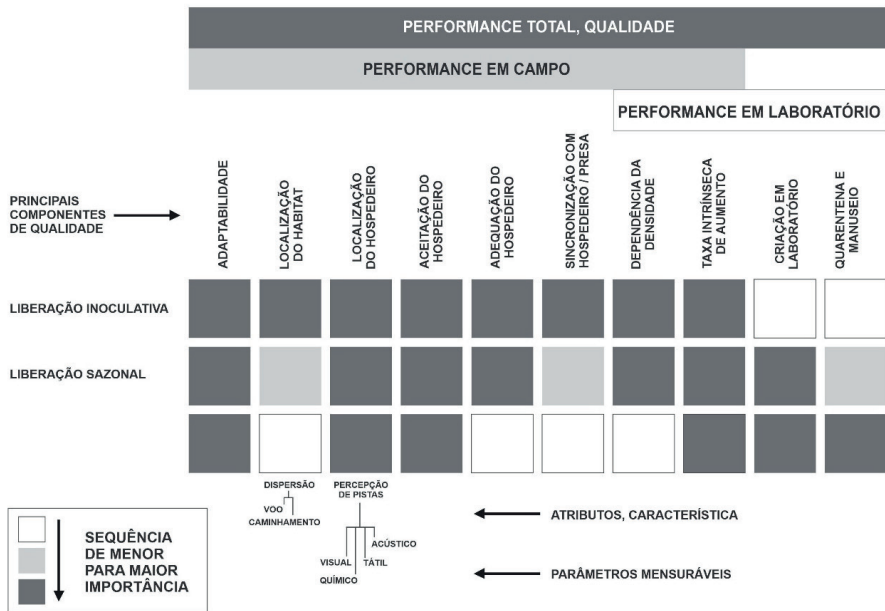 PERFORMANCE TOTAL, QUALIDADE
PERFORMANCE EM CAMPO
PERFORMANCE EM LABORATÓRIO
PRINCIPAIS
COMPONENTES
DE QUALIDADE
ADAPTABILIDADE
LOCALIZAÇÃO
DO HABITAT
LOCALIZAÇÃO
DO HOSPEDEIRO
ACEITAÇÃO DO
HOSPEDEIRO
ADEQUAÇÃO DO
HOSPEDEIRO
SINCRONIZAÇÃO COM
HOSPEDEIRO / PRESA
DEPENDÊNCIA DA
DENSIDADE
TAXA INTRÍNSECA
DE AUMENTO
CRIAÇÃO EM
LABORATÓRIO
QUARENTENA E
MANUSEIO
LIBERAÇÃO INOCULATIVA
LIBERAÇÃO SAZONAL
DISPERSÃO
VOO
CAMINHAMENTO
PERCEPÇÃO
DE PISTAS
ACÚSTICO
VISUAL
TÁTIL
QUÍMICO
ATRIBUTOS, CARACTERÍSTICA
PARÂMETROS MENSURÁVEIS
SEQUÊNCIA
DE MENOR
PARA MAIOR
IMPORTÂNCIA